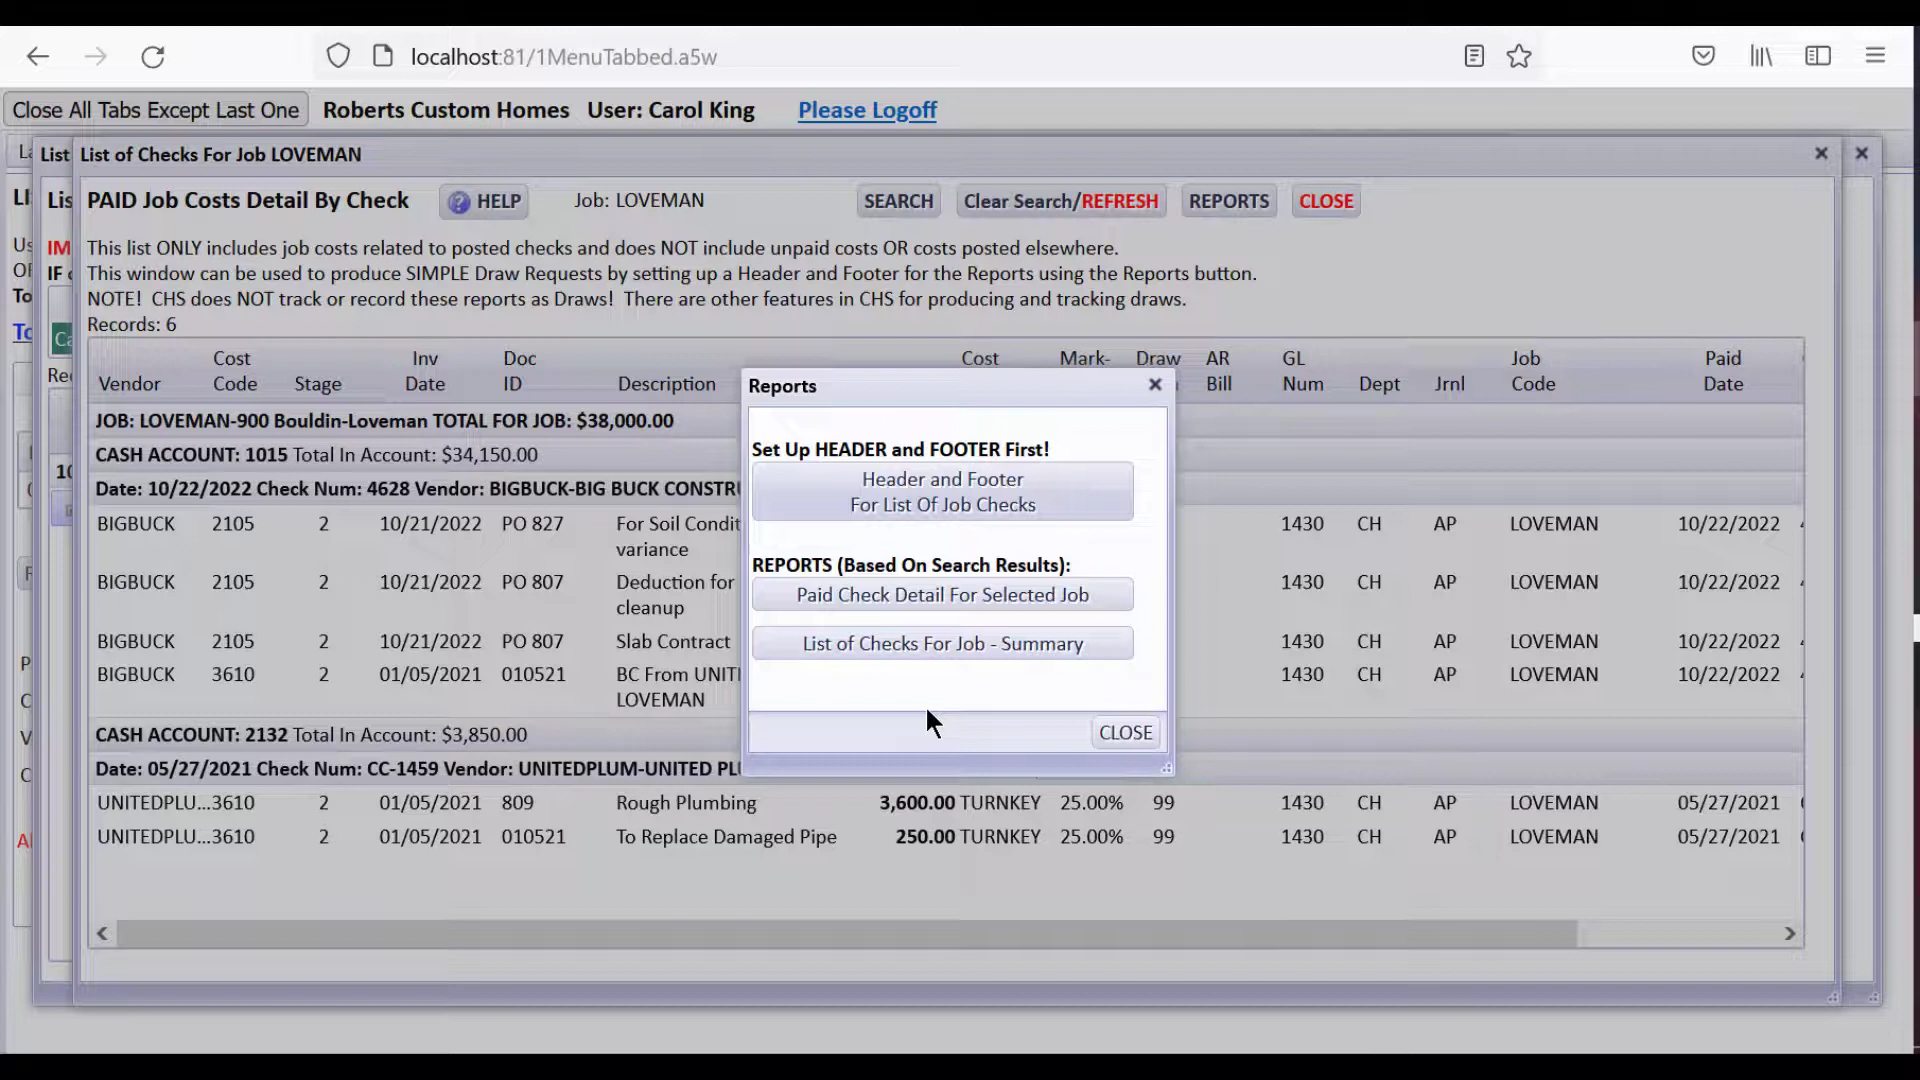 localhost:81/1MenuTabbed.a5w
Close All Tabs Except Last One Roberts Custom Homes User: Carol King Please Logoff
List List of Checks For Job LOVEMAN
PAID Job Costs Detail By Check HELP Job: LOVEMAN SEARCH Clear Search/REFRESH REPORTS CLOSE
This list ONLY includes job costs related to posted checks and does NOT include unpaid costs OR costs posted elsewhere.
This window can be used to produce SIMPLE Draw Requests by setting up a Header and Footer for the Reports using the Reports button.
NOTE! CHS does NOT track or record these reports as Draws! There are other features in CHS for producing and tracking draws.
Records: 6
Cost Inv Doc Cost Mark- Draw AR GL Job Paid
Vendor Code Stage Date ID Description Bill Num Dept Jrnl Code Date
JOB: LOVEMAN-900 Bouldin-Loveman TOTAL FOR JOB: $38,000.00
CASH ACCOUNT: 1015 Total In Account: $34,150.00
Date: 10/22/2022 Check Num: 4628 Vendor: BIGBUCK-BIG BUCK CONSTRU
BIGBUCK 2105 2 10/21/2022 PO 827 For Soil Condit 1430 CH AP LOVEMAN 10/22/2022
variance
BIGBUCK 2105 2 10/21/2022 PO 807 Deduction for 1430 CH AP LOVEMAN 10/22/2022
cleanup
BIGBUCK 2105 2 10/21/2022 PO 807 Slab Contract 1430 CH AP LOVEMAN 10/22/2022
BIGBUCK 3610 2 01/05/2021 010521 BC From UNITE 1430 CH AP LOVEMAN 10/22/2022
LOVEMAN
CASH ACCOUNT: 2132 Total In Account: $3,850.00
Date: 05/27/2021 Check Num: CC-1459 Vendor: UNITEDPLUM-UNITED PLU
UNITEDPLU...3610 2 01/05/2021 809 Rough Plumbing 3,600.00 TURNKEY 25.00% 99 1430 CH AP LOVEMAN 05/27/2021
UNITEDPLU...3610 2 01/05/2021 010521 To Replace Damaged Pipe 250.00 TURNKEY 25.00% 99 1430 CH AP LOVEMAN 05/27/2021
Reports
Set Up HEADER and FOOTER First!
Header and Footer
For List Of Job Checks
REPORTS (Based On Search Results):
Paid Check Detail For Selected Job
List of Checks For Job - Summary
CLOSE